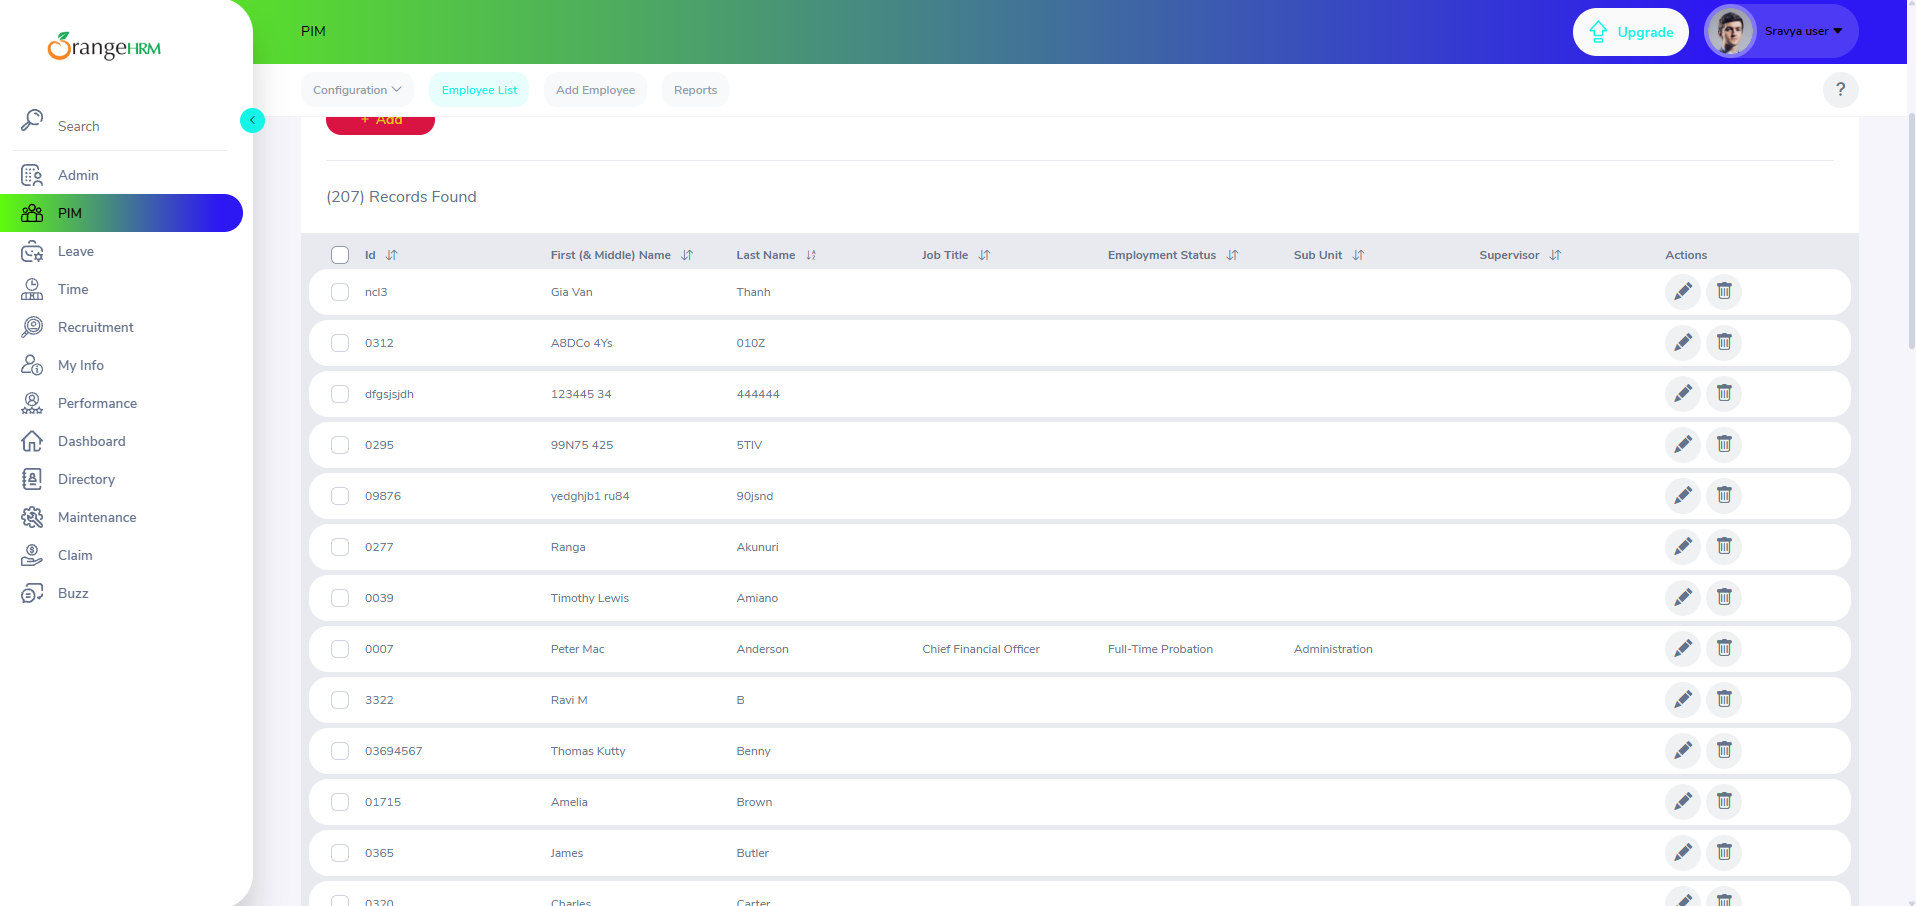 OrangeHRM
PIM
Upgrade
Sravya user
Configuration
Employee List
Add Employee
Reports
?
Search
Admin
PIM
Leave
Time
Recruitment
My Info
Performance
Dashboard
Directory
Maintenance
Claim
Buzz
+ Add
(207) Records Found
Id First (& Middle) Name Last Name Job Title Employment Status Sub Unit Supervisor Actions
ncl3 Gia Van Thanh
0312 A8DCo 4Ys 010Z
dfgsjsjdh 123445 34 444444
0295 99N75 425 5TIV
09876 yedghjb1 ru84 90jsnd
0277 Ranga Akunuri
0039 Timothy Lewis Amiano
0007 Peter Mac Anderson Chief Financial Officer Full-Time Probation Administration
3322 Ravi M B
03694567 Thomas Kutty Benny
01715 Amelia Brown
0365 James Butler
0320 Charles Carter